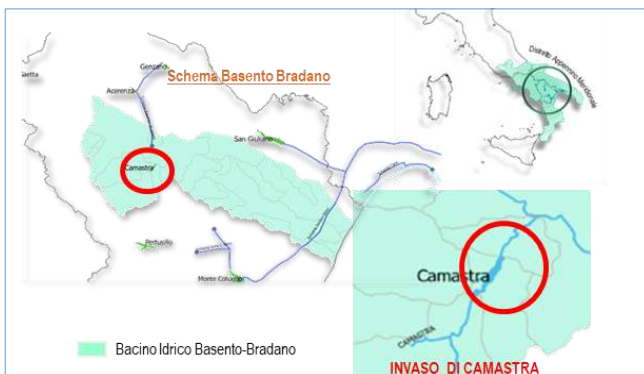 Distretto Appennino Meridionale
Genzano
Schema Basento Bradano
Acerenza
San Giuliano
Camastra
Pertusillo
Monte Cotugno
Camastra
CAMASTRA
Bacino Idrico Basento-Bradano
INVASO DI CAMASTRA